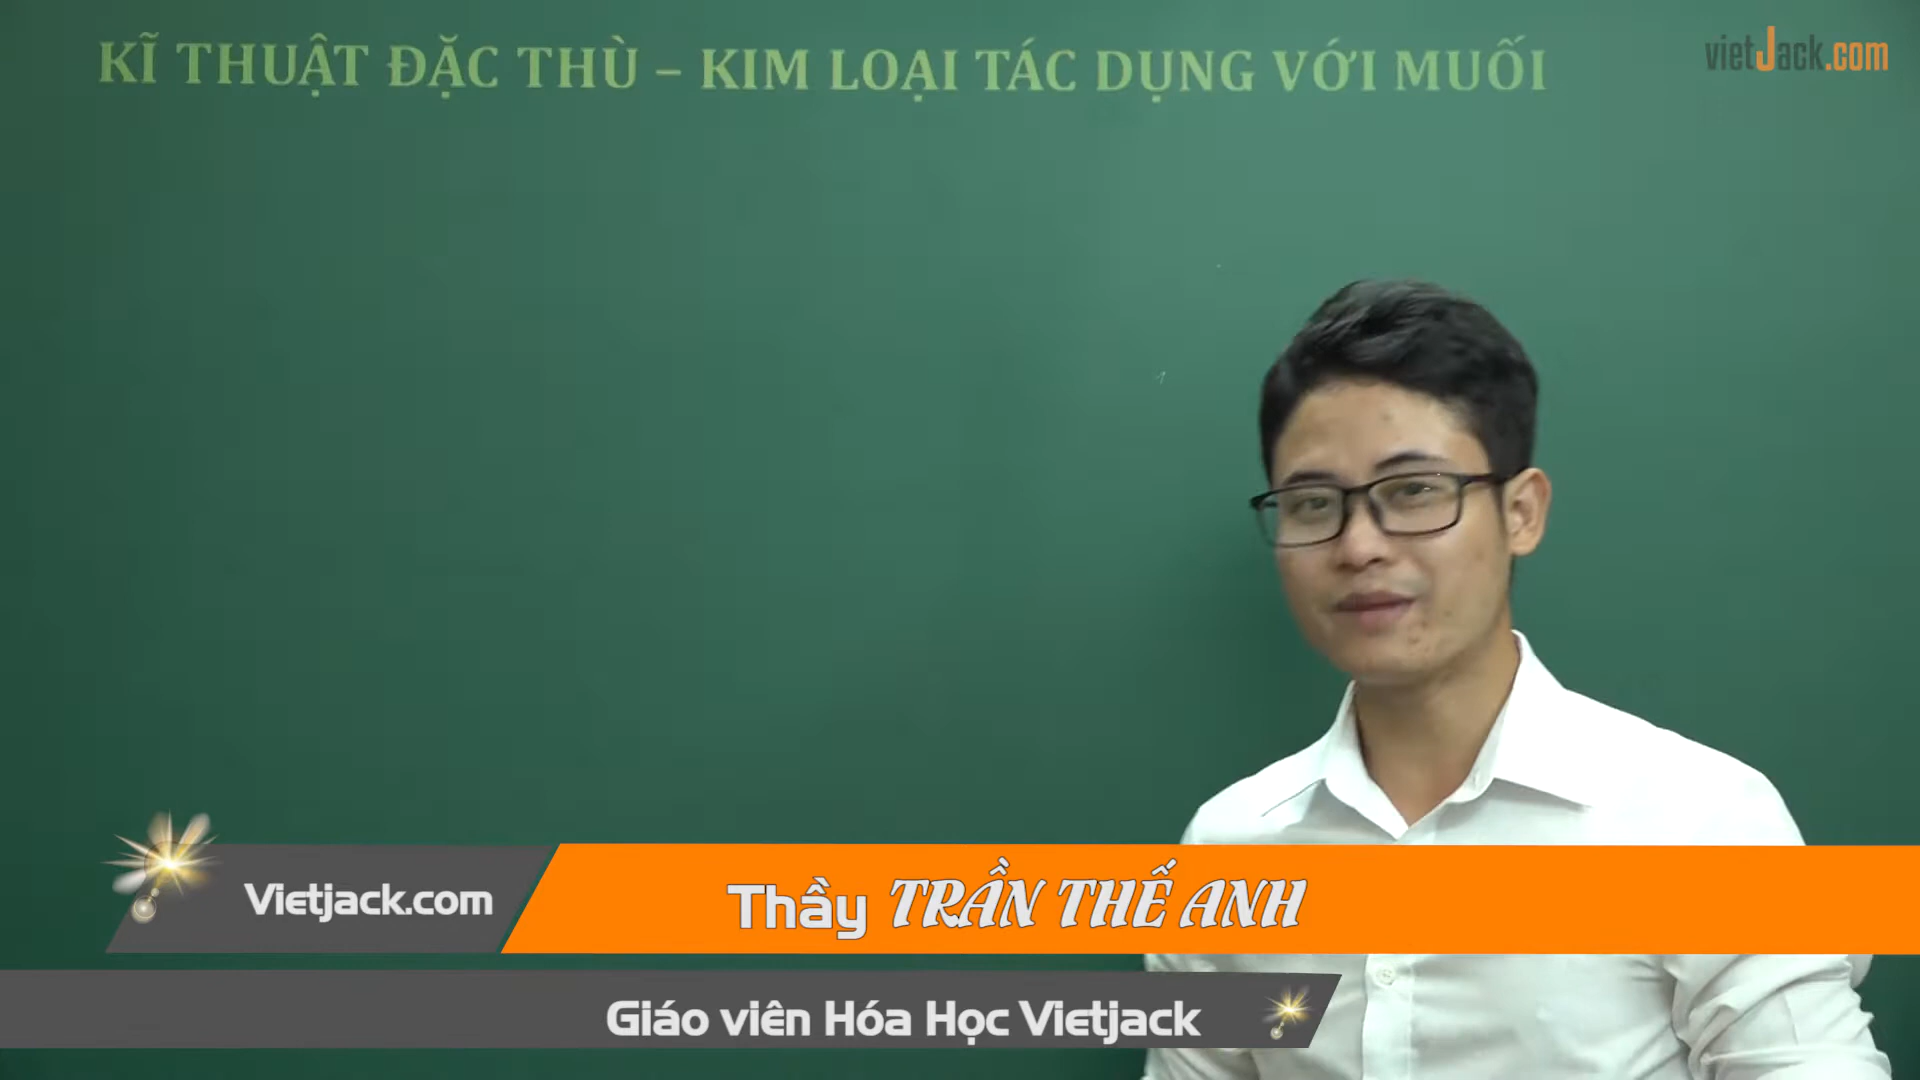 KĨ THUẬT ĐẶC THÙ – KIM LOẠI TÁC DỤNG VỚI MUỐI
vietJack.com
Vietjack.com
Thầy TRẦN THẾ ANH
Giáo viên Hóa Học Vietjack